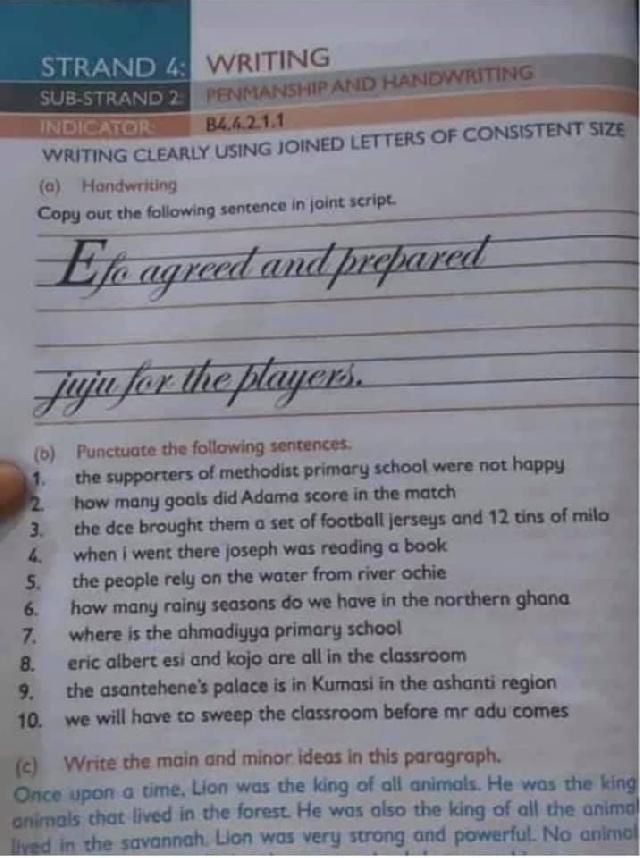 STRAND 4: WRITING
SUB-STRAND 2: PENMANSHIP AND HANDWRITING
INDICATOR: B4.4.2.1.1
WRITING CLEARLY USING JOINED LETTERS OF CONSISTENT SIZE
(a) Handwriting
Copy out the following sentence in joint script.
Efo agreed and prepared
juju for the players.
(b) Punctuate the following sentences.
1. the supporters of methodist primary school were not happy
2. how many goals did Adama score in the match
3. the dce brought them a set of football jerseys and 12 tins of milo
4. when i went there joseph was reading a book
5. the people rely on the water from river ochie
6. how many rainy seasons do we have in the northern ghana
7. where is the ahmadiyya primary school
8. eric albert esi and kojo are all in the classroom
9. the asantehene's palace is in Kumasi in the ashanti region
10. we will have to sweep the classroom before mr adu comes
(c) Write the main and minor ideas in this paragraph.
Once upon a time, Lion was the king of all animals. He was the king
animals that lived in the forest. He was also the king of all the animal
lived in the savannah. Lion was very strong and powerful. No animal